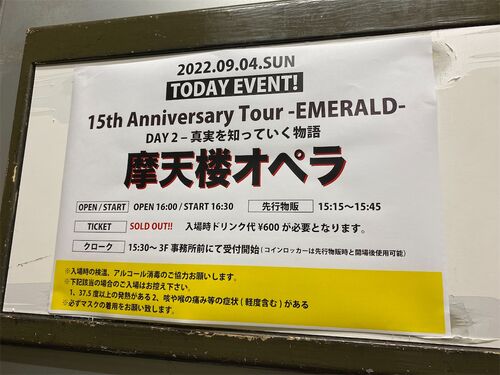 2022.09.04.SUN
TODAY EVENT!
15th Anniversary Tour -EMERALD-
DAY 2 – 真実を知っていく物語
摩天楼オペラ
OPEN / START OPEN 16:00 / START 16:30 先行物販 15:15～15:45
TICKET SOLD OUT!! 入場時ドリンク代 ¥600 が必要となります。
クローク 15:30～ 3F 事務所前にて受付開始(コインロッカーは先行物販時と開場後使用可能)
※入場時の検温、アルコール消毒のご協力お願いします。
※下記該当の場合のご入場はお控え下さい。
1、37.5 度以上の発熱がある 2、咳や喉の痛み等の症状(軽度含む)がある
※必ずマスクの着用をお願い致します。